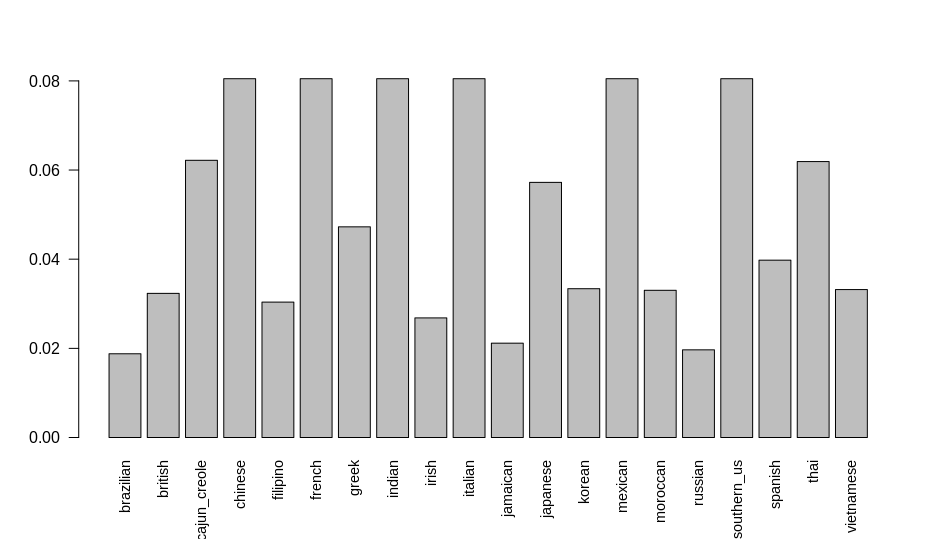 0.08
0.06
0.04
0.02
0.00
brazilian
british
cajun_creole
chinese
filipino
french
greek
indian
irish
italian
jamaican
japanese
korean
mexican
moroccan
russian
southern_us
spanish
thai
vietnamese